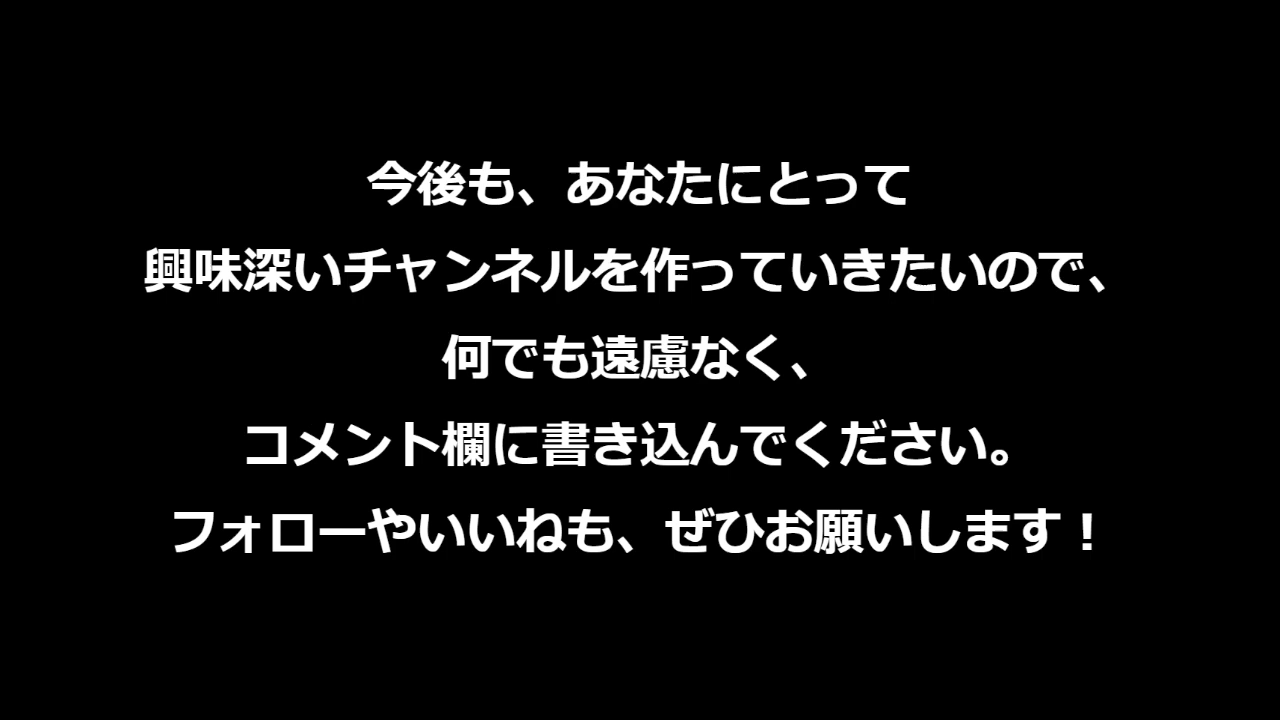 今後も、あなたにとって
興味深いチャンネルを作っていきたいので、
何でも遠慮なく、
コメント欄に書き込んでください。
フォローやいいねも、ぜひお願いします！